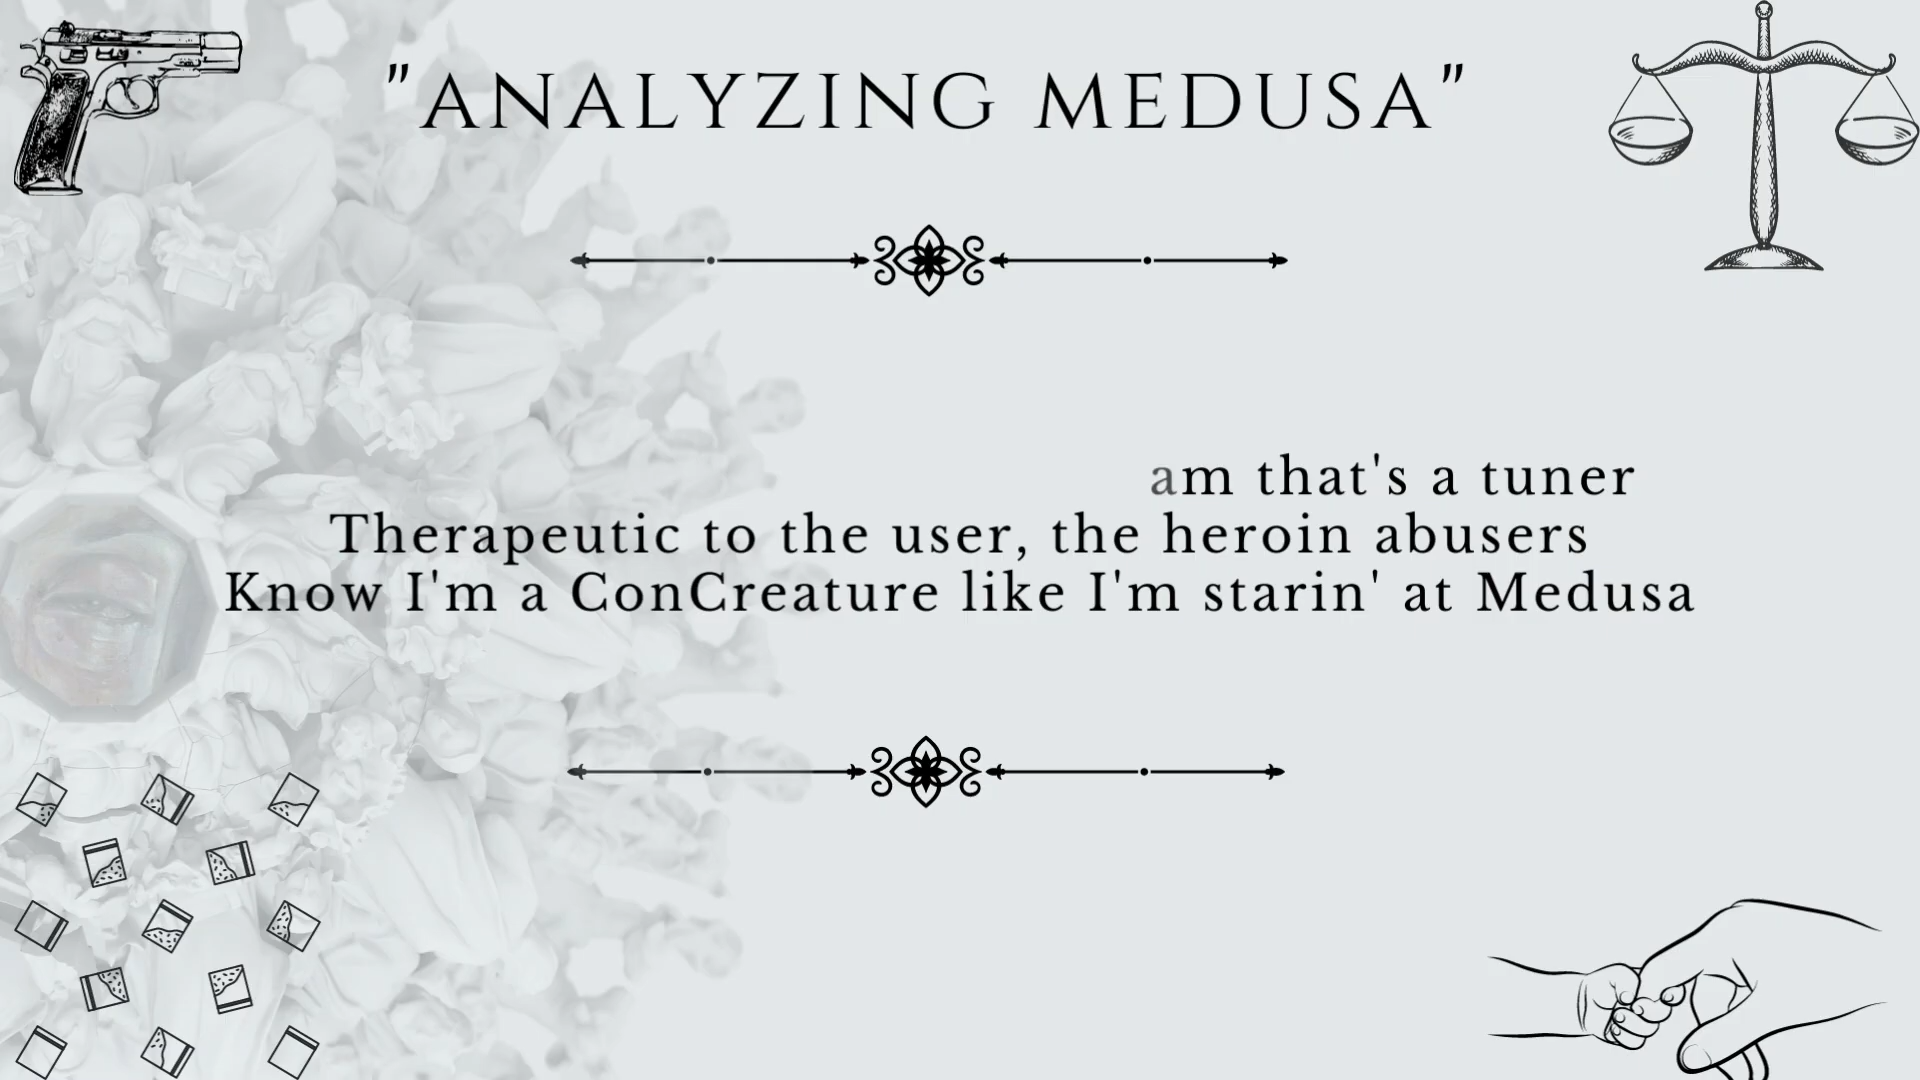 "ANALYZING MEDUSA"
am that's a tuner
Therapeutic to the user, the heroin abusers
Know I'm a ConCreature like I'm starin' at Medusa